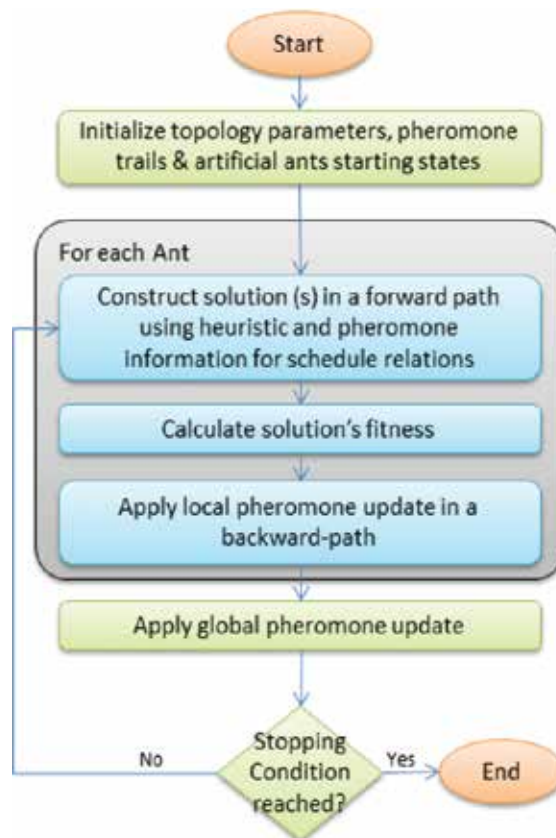 Start
Initialize topology parameters, pheromone
trails & artificial ants starting states
For each Ant
Construct solution (s) in a forward path
using heuristic and pheromone
information for schedule relations
Calculate solution's fitness
Apply local pheromone update in a
backward-path
Apply global pheromone update
Stopping
Condition
reached?
No
Yes
End